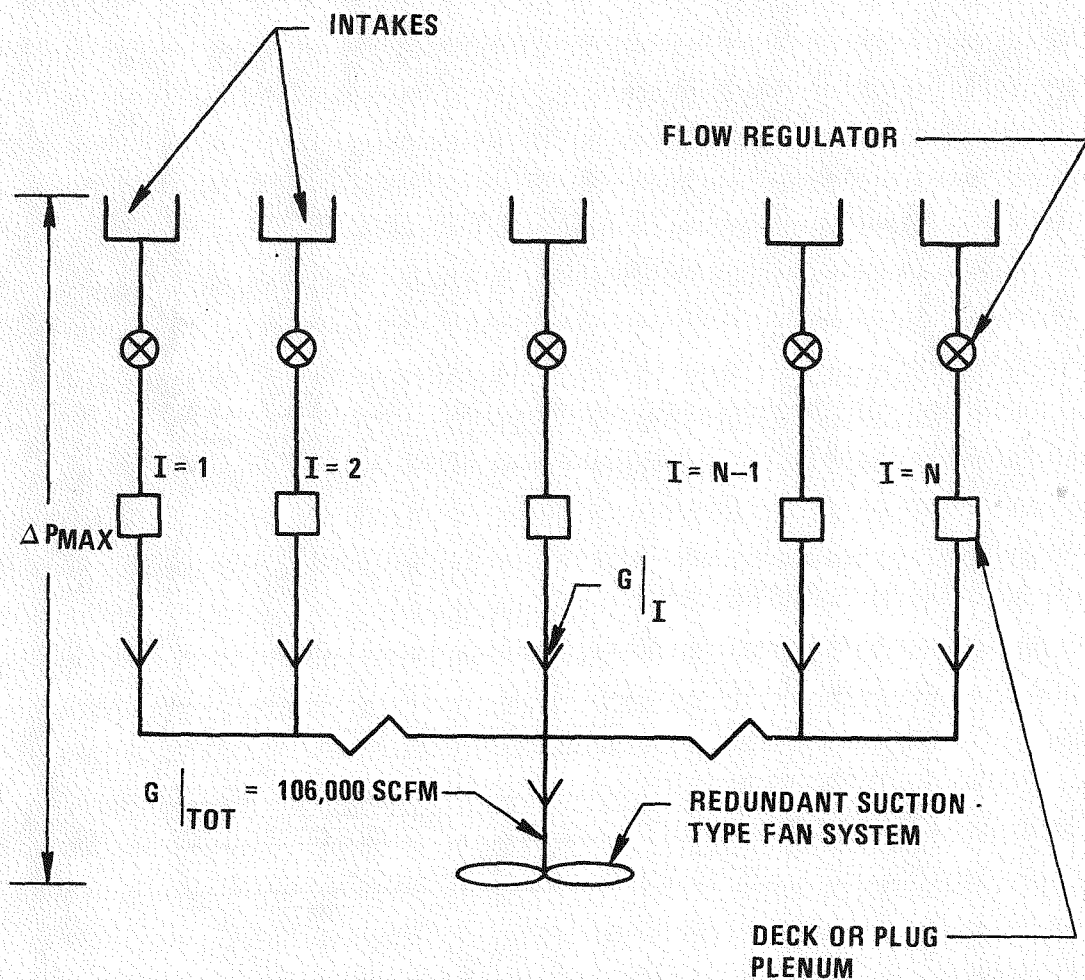 INTAKES
FLOW REGULATOR
I = 1
I = 2
I = N-1
I = N
Δ PMAX
G | I
G | TOT = 106,000 SCFM
REDUNDANT SUCTION -
TYPE FAN SYSTEM
DECK OR PLUG
PLENUM